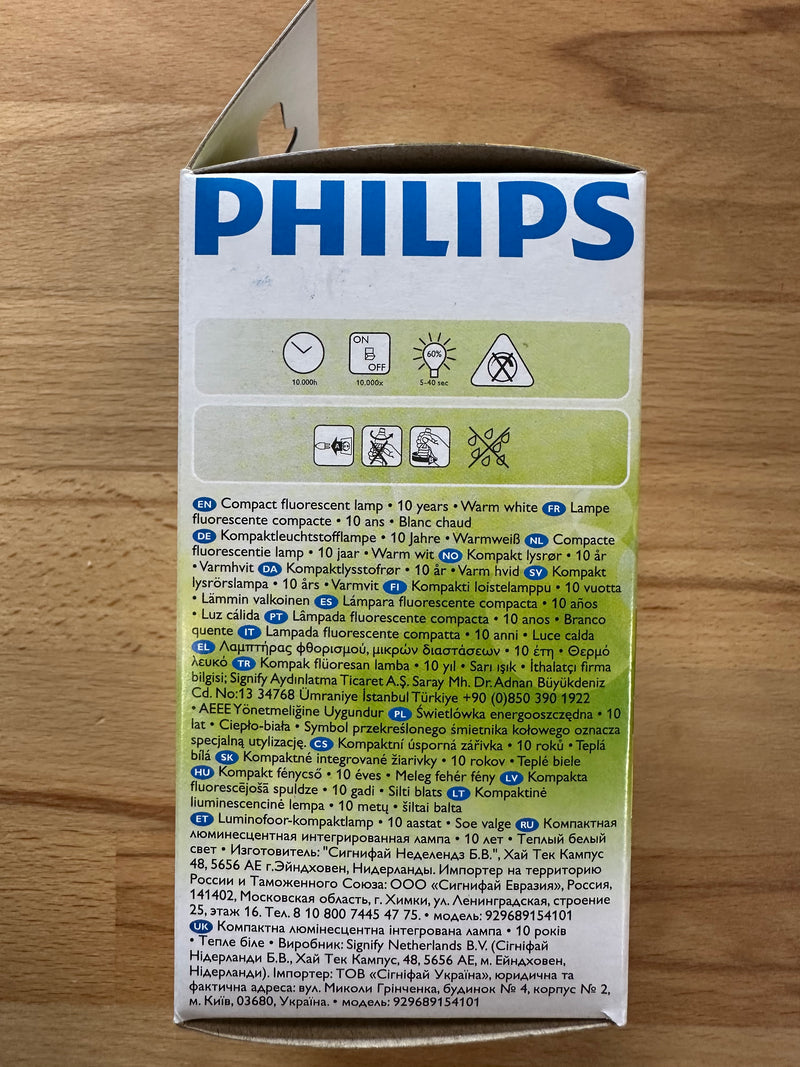 PHILIPS
ON
OFF
60%
10.000h
10.000x
5-40 sec
A
EN Compact fluorescent lamp • 10 years • Warm white FR Lampe
fluorescente compacte • 10 ans • Blanc chaud
DE Kompaktleuchtstofflampe • 10 Jahre • Warmweiß NL Compacte
fluorescentie lamp • 10 jaar • Warm wit NO Kompakt lysrør • 10 år
• Varmhvit DA Kompaktlysstofrør • 10 år • Varm hvid SV Kompakt
lysrörslampa • 10 års • Varmvit FI Kompakti loistelamppu • 10 vuotta
• Lämmin valkoinen ES Lámpara fluorescente compacta • 10 años
• Luz cálida PT Lâmpada fluorescente compacta • 10 anos • Branco
quente IT Lampada fluorescente compatta • 10 anni • Luce calda
EL Λαμπτήρας φθορισμού, μικρών διαστάσεων • 10 έτη • Θερμό
λευκό TR Kompak flüoresan lamba • 10 yıl • Sarı ışık • İthalatçı firma
bilgisi; Signify Aydınlatma Ticaret A.Ş. Saray Mh. Dr. Adnan Büyükdeniz
Cd. No:13 34768 Ümraniye İstanbul Türkiye +90 (0)850 390 1922
• AEEE Yönetmeliğine Uygundur PL Świetlówka energooszczędna • 10
lat • Ciepło-biała • Symbol przekreślonego śmietnika kołowego oznacza
specjalną utylizację. CS Kompaktní úsporná zářivka • 10 roků • Teplá
bílá SK Kompaktné integrované žiarivky • 10 rokov • Teplé biele
HU Kompakt fénycső • 10 éves • Meleg fehér fény LV Kompakta
fluorescējošā spuldze • 10 gadi • Silti blats LT Kompaktinė
liuminescencinė lempa • 10 metų • šiltai balta
ET Luminofoor-kompaktlamp • 10 aastat • Soe valge RU Компактная
люминесцентная интегрированная лампа • 10 лет • Теплый белый
свет • Изготовитель: "Сигнифай Неделендз Б.В.", Хай Тек Кампус
48, 5656 АЕ г.Эйндховен, Нидерланды. Импортер на территорию
России и Таможенного Союза: ООО «Сигнифай Евразия», Россия,
141402, Московская область, г. Химки, ул. Ленинградская, строение
25, этаж 16. Тел. 8 10 800 7445 47 75. • модель: 929689154101
UK Компактна люмінесцентна інтегрована лампа • 10 років
• Тепле біле • Виробник: Signify Netherlands B.V. (Сігніфай
Нідерланди Б.В., Хай Тек Кампус, 48, 5656 АЕ, м. Ейндховен,
Нідерланди). Імпортер: ТОВ «Сігніфай Україна», юридична та
фактична адреса: вул. Миколи Грінченка, будинок № 4, корпус № 2,
м. Київ, 03680, Україна. • модель: 929689154101